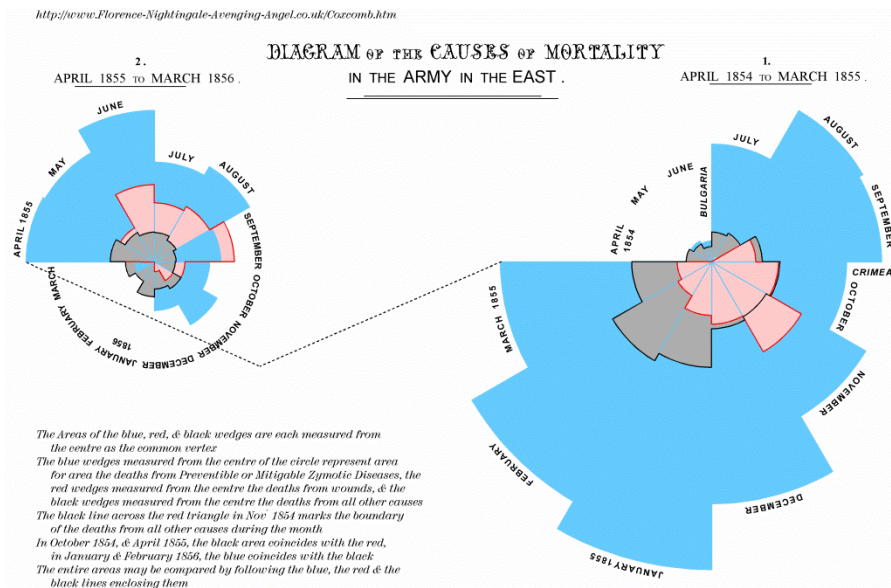 http://www.Florence-Nightingale-Avenging-Angel.co.uk/Coxcomb.htm
DIAGRAM OF THE CAUSES OF MORTALITY
IN THE ARMY IN THE EAST .
2 .
APRIL 1855 TO MARCH 1856 .
1.
APRIL 1854 TO MARCH 1855 .
APRIL 1855
MAY
JUNE
JULY
AUGUST
SEPTEMBER
OCTOBER
NOVEMBER
DECEMBER
JANUARY
1856
FEBRUARY
MARCH
APRIL
1854
MAY
JUNE
BULGARIA
JULY
AUGUST
SEPTEMBER
CRIMEA
OCTOBER
NOVEMBER
DECEMBER
JANUARY 1855
FEBRUARY
MARCH 1855
The Areas of the blue, red, & black wedges are each measured from
the centre as the common vertex
The blue wedges measured from the centre of the circle represent area
for area the deaths from Preventible or Mitigable Zymotic Diseases, the
red wedges measured from the centre the deaths from wounds, & the
black wedges measured from the centre the deaths from all other causes
The black line across the red triangle in Nov' 1854 marks the boundary
of the deaths from all other causes during the month
In October 1854, & April 1855, the black area coincides with the red,
in January & February 1856, the blue coincides with the black
The entire areas may be compared by following the blue, the red & the
black lines enclosing them